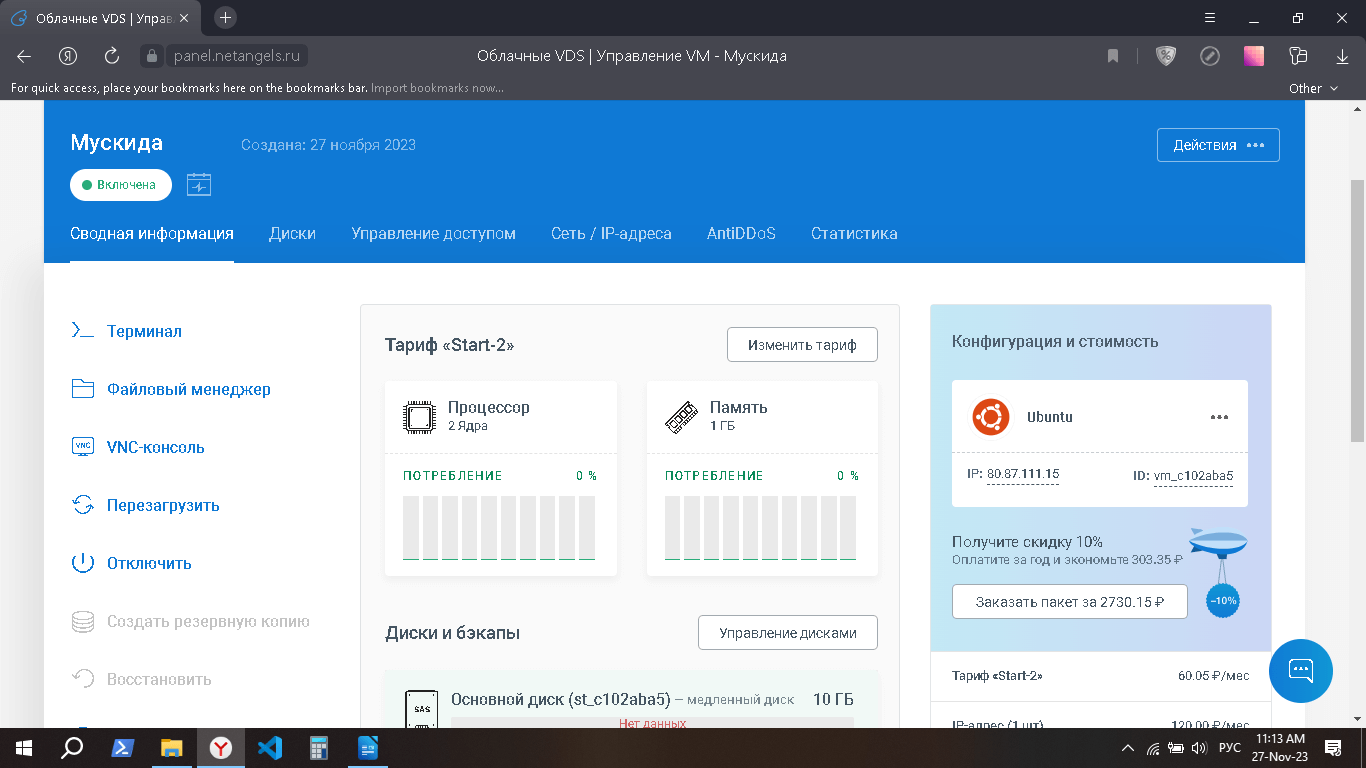 Облачные VDS | Управ
panel.netangels.ru
Облачные VDS | Управление VM - Мускида
For quick access, place your bookmarks here on the bookmarks bar. Import bookmarks now...
Other
Мускида
Создана: 27 ноября 2023
Действия
Включена
Сводная информация
Диски
Управление доступом
Сеть / IP-адреса
AntiDDoS
Статистика
Терминал
Файловый менеджер
VNC
VNC-консоль
Перезагрузить
Отключить
Создать резервную копию
Восстановить
Тариф «Start-2»
Изменить тариф
Процессор
2 Ядра
ПОТРЕБЛЕНИЕ 0 %
Память
1 ГБ
ПОТРЕБЛЕНИЕ 0 %
Диски и бэкапы
Управление дисками
SAS
Основной диск (st_c102aba5) – медленный диск 10 ГБ
Нет данных
Конфигурация и стоимость
Ubuntu
IP: 80.87.111.15
ID: vm_c102aba5
Получите скидку 10%
Оплатите за год и экономьте 303.35 ₽
Заказать пакет за 2730.15 ₽
–10%
Тариф «Start-2» 60.05 ₽/мес
IP-адрес (1 шт) 120.00 ₽/мес
РУС
11:13 AM
27-Nov-23